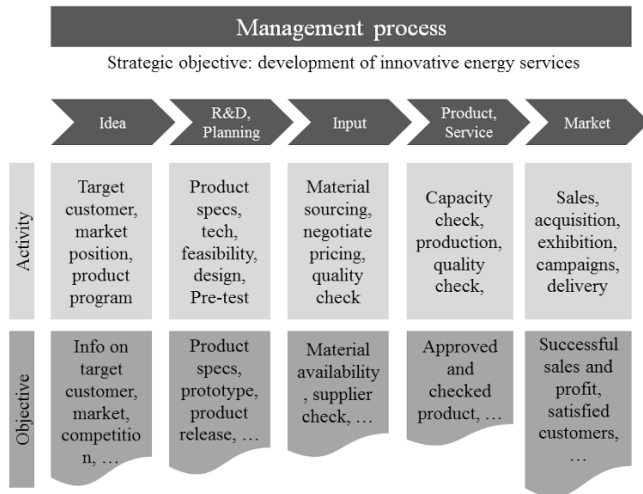 Management process
Strategic objective: development of innovative energy services
Idea
R&D,
Planning
Input
Product,
Service
Market
Activity
Target
customer,
market
position,
product
program
Product
specs,
tech,
feasibility,
design,
Pre-test
Material
sourcing,
negotiate
pricing,
quality
check
Capacity
check,
production,
quality
check,
Sales,
acquisition,
exhibition,
campaigns,
delivery
Objective
Info on
target
customer,
market,
competitio
n, …
Product
specs,
prototype,
product
release, …
Material
availability
, supplier
check, …
Approved
and
checked
product, …
Successful
sales and
profit,
satisfied
customers,
…